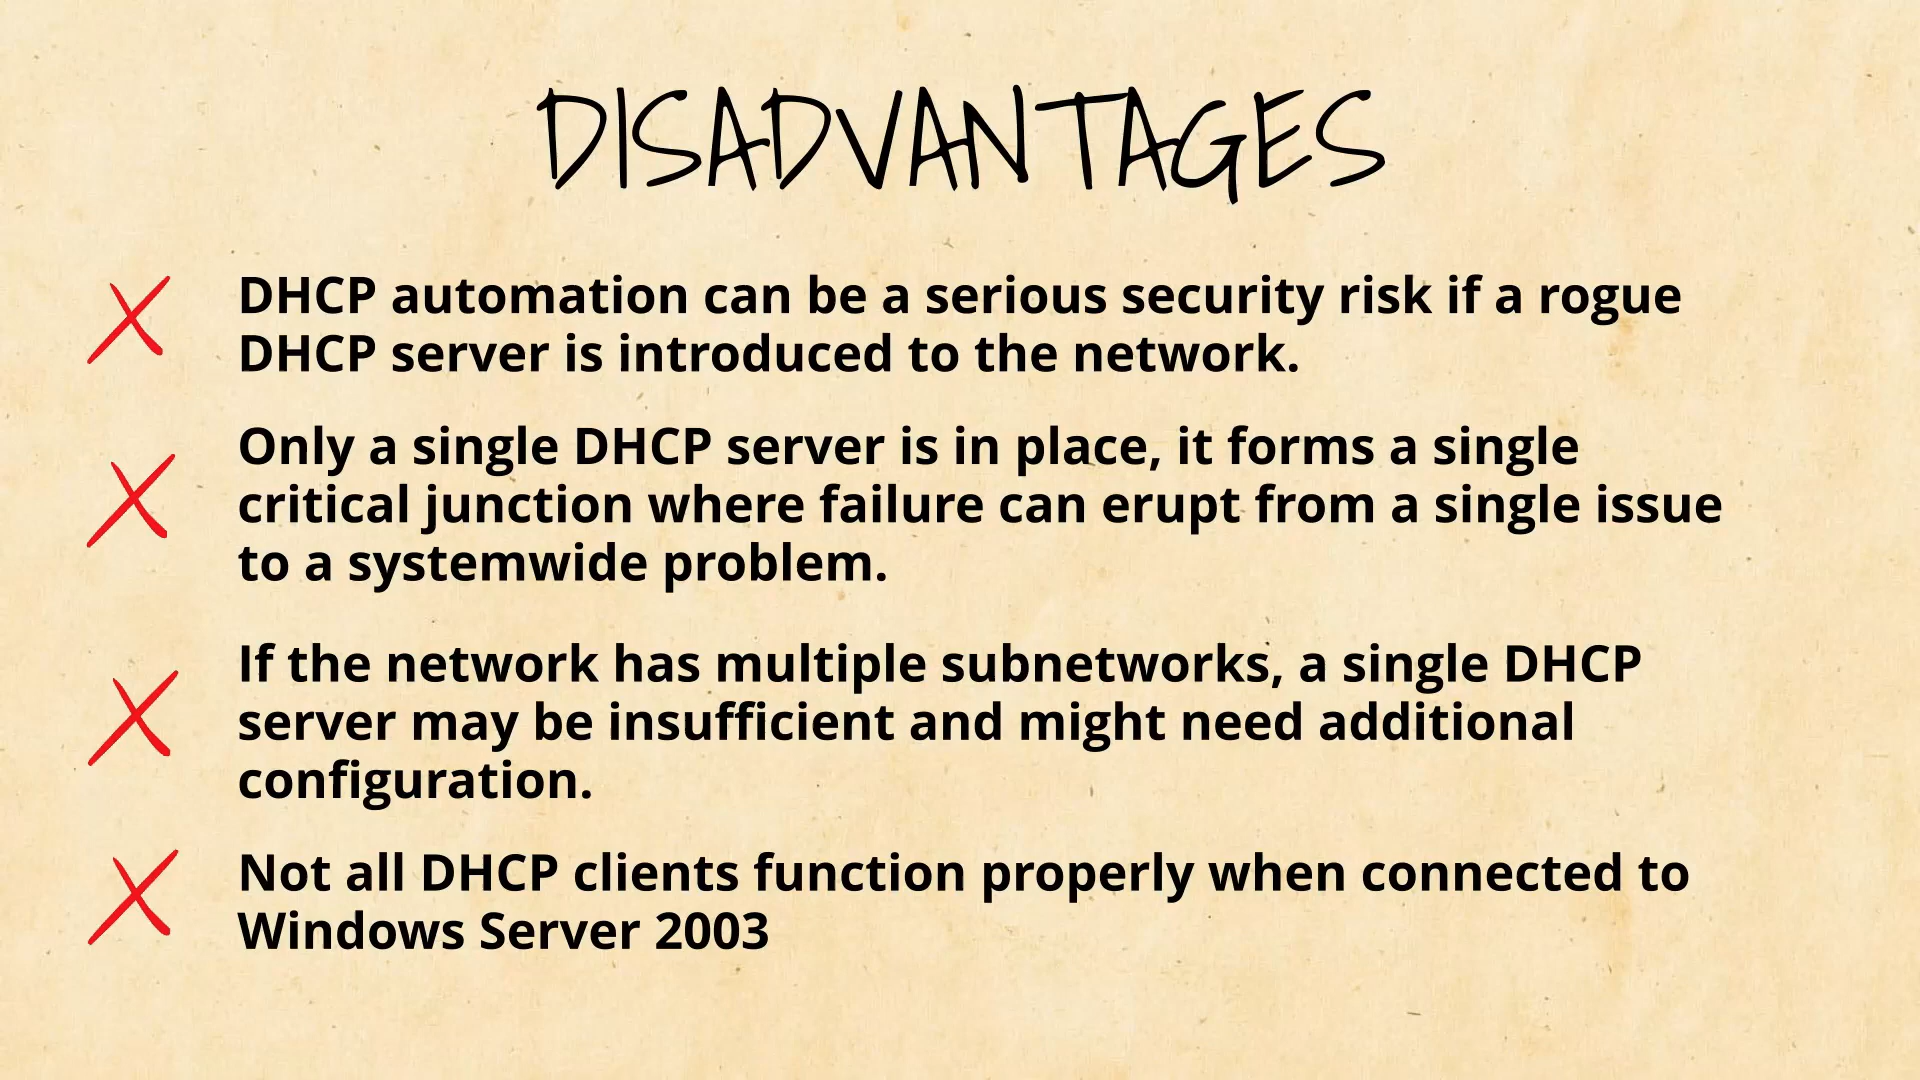 DISADVANTAGES
DHCP automation can be a serious security risk if a rogue
DHCP server is introduced to the network.
Only a single DHCP server is in place, it forms a single
critical junction where failure can erupt from a single issue
to a systemwide problem.
If the network has multiple subnetworks, a single DHCP
server may be insufficient and might need additional
configuration.
Not all DHCP clients function properly when connected to
Windows Server 2003